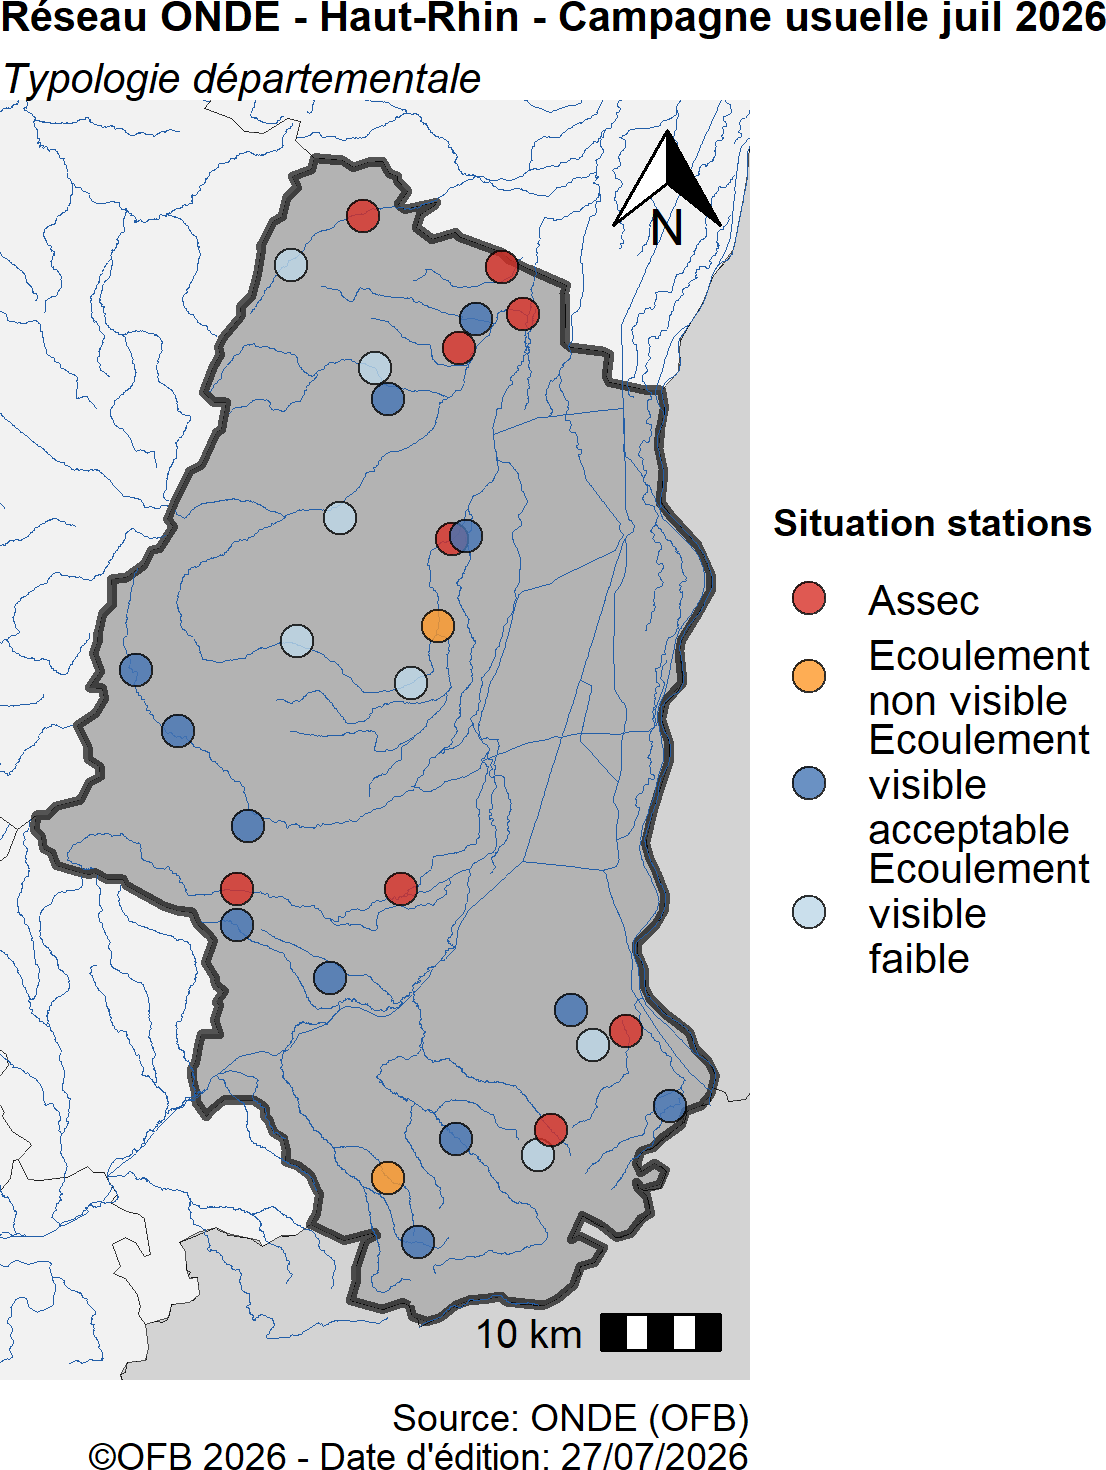 Réseau ONDE - Haut-Rhin - Campagne usuelle juil 2026
Typologie départementale
N
Situation stations
Assec
Ecoulement
non visible
Ecoulement
visible
acceptable
Ecoulement
visible
faible
10 km
Source: ONDE (OFB)
©OFB 2026 - Date d'édition: 27/07/2026